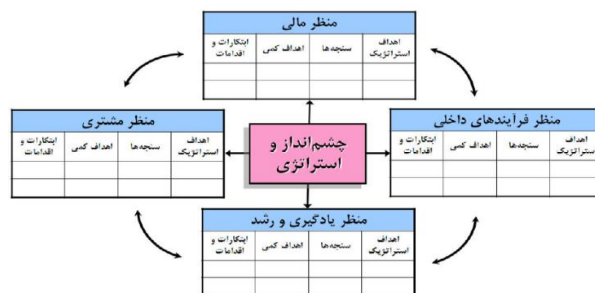 منظر مالی
اهداف استراتژیک
سنجه‌ها
اهداف کمی
ابتکارات و اقدامات
منظر فرآیندهای داخلی
اهداف استراتژیک
سنجه‌ها
اهداف کمی
ابتکارات و اقدامات
چشم‌انداز و
استراتژی
منظر مشتری
اهداف استراتژیک
سنجه‌ها
اهداف کمی
ابتکارات و اقدامات
منظر یادگیری و رشد
اهداف استراتژیک
سنجه‌ها
اهداف کمی
ابتکارات و اقدامات